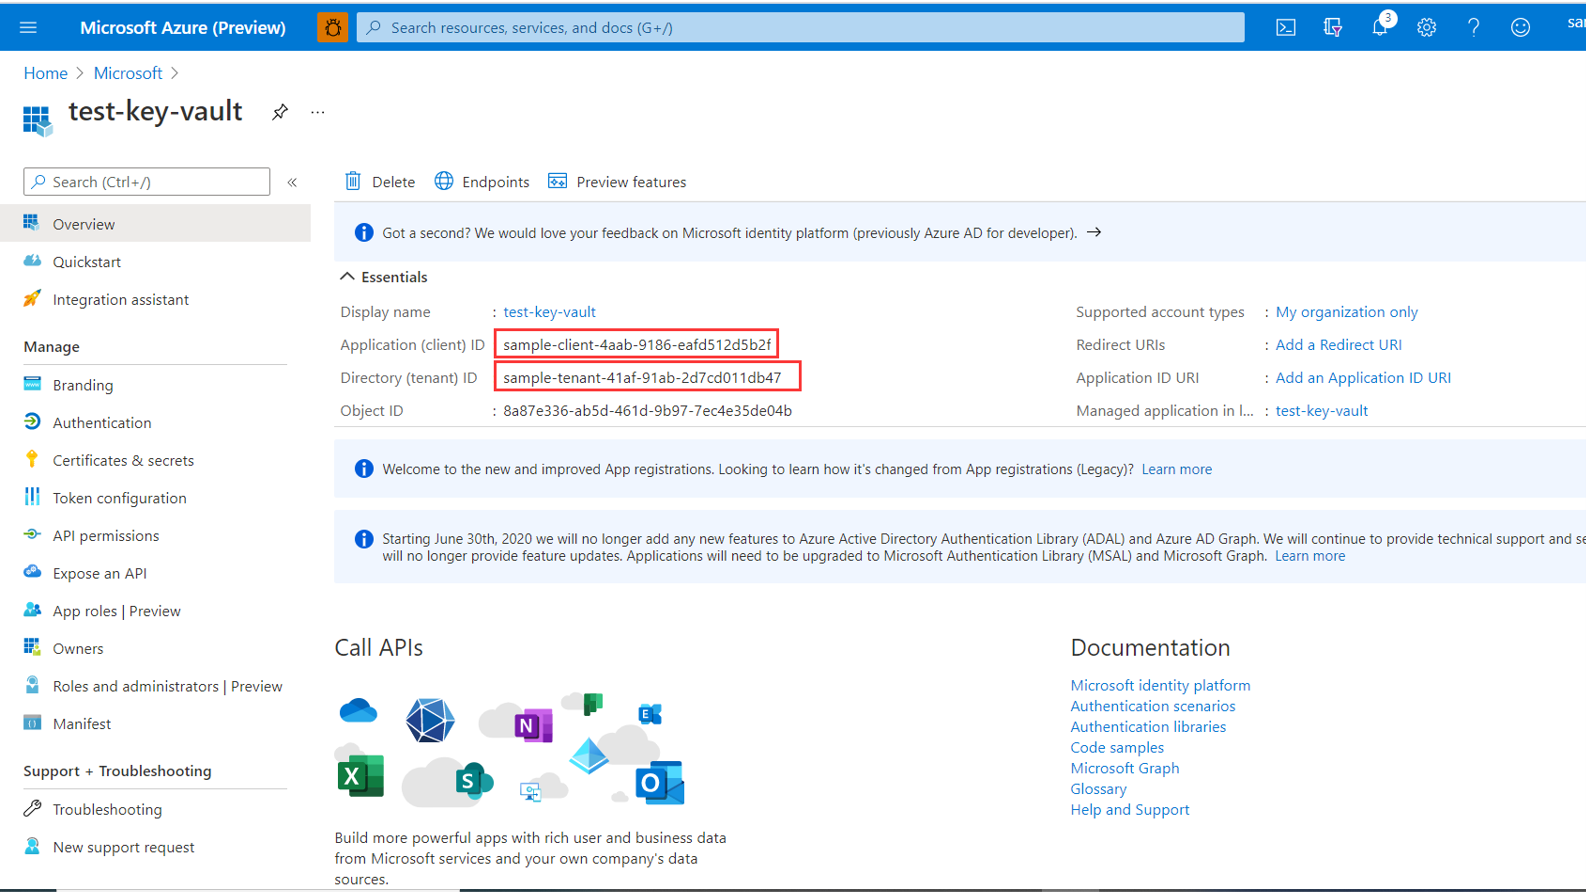 Microsoft Azure (Preview)
Search resources, services, and docs (G+/)
3
Home > Microsoft >
test-key-vault
...
Search (Ctrl+/)
«
Overview
Quickstart
Integration assistant
Manage
Branding
Authentication
Certificates & secrets
Token configuration
API permissions
Expose an API
App roles | Preview
Owners
Roles and administrators | Preview
Manifest
Support + Troubleshooting
Troubleshooting
New support request
Delete
Endpoints
Preview features
Got a second? We would love your feedback on Microsoft identity platform (previously Azure AD for developer). →
Essentials
Display name : test-key-vault
Application (client) ID sample-client-4aab-9186-eafd512d5b2f
Directory (tenant) ID sample-tenant-41af-91ab-2d7cd011db47
Object ID : 8a87e336-ab5d-461d-9b97-7ec4e35de04b
Supported account types : My organization only
Redirect URIs : Add a Redirect URI
Application ID URI : Add an Application ID URI
Managed application in l... : test-key-vault
Welcome to the new and improved App registrations. Looking to learn how it's changed from App registrations (Legacy)? Learn more
Starting June 30th, 2020 we will no longer add any new features to Azure Active Directory Authentication Library (ADAL) and Azure AD Graph. We will continue to provide technical support and se
will no longer provide feature updates. Applications will need to be upgraded to Microsoft Authentication Library (MSAL) and Microsoft Graph. Learn more
Call APIs
N
E
X
S
O
Build more powerful apps with rich user and business data
from Microsoft services and your own company's data
sources.
Documentation
Microsoft identity platform
Authentication scenarios
Authentication libraries
Code samples
Microsoft Graph
Glossary
Help and Support